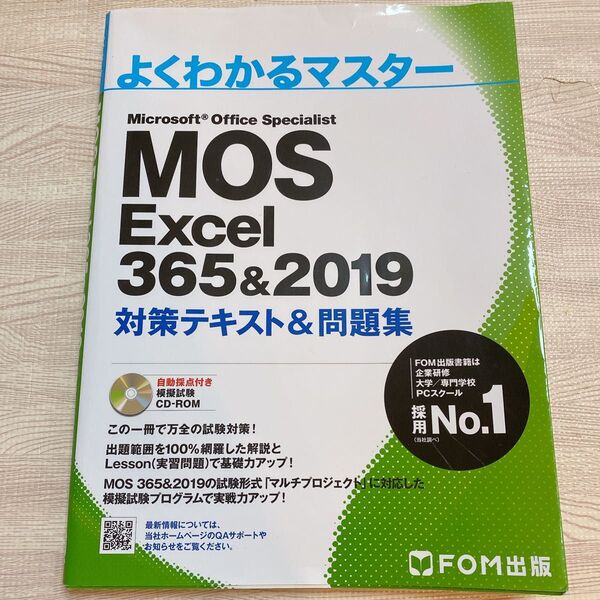 よくわかるマスター
Microsoft® Office Specialist
MOS
Excel
365&2019
対策テキスト&問題集
自動採点付き
模擬試験
CD-ROM
FOM出版書籍は
企業研修
大学/専門学校
PCスクール
採用No.1
(当社調べ)
この一冊で万全の試験対策!
出題範囲を100%網羅した解説と
Lesson(実習問題)で基礎力アップ!
MOS 365&2019の試験形式「マルチプロジェクト」に対応した
模擬試験プログラムで実戦力アップ!
最新情報については、
当社ホームページのQAサポートや
お知らせをご覧ください。
FOM出版